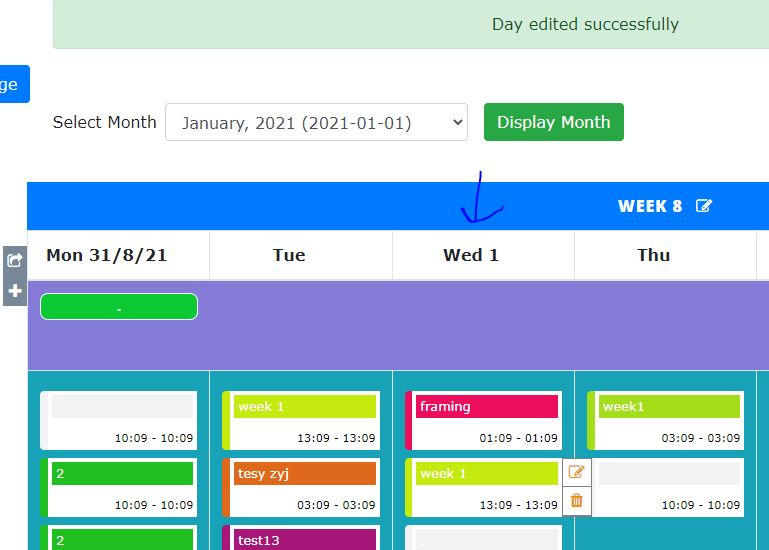 Day edited successfully
ge
Select Month January, 2021 (2021-01-01) Display Month
WEEK 8
Mon 31/8/21 Tue Wed 1 Thu
.
. week 1 framing week1
10:09 - 10:09 13:09 - 13:09 01:09 - 01:09 03:09 - 03:09
2 tesy zyj week 1 .
10:09 - 10:09 03:09 - 03:09 13:09 - 13:09 10:09 - 10:09
2 test13 .